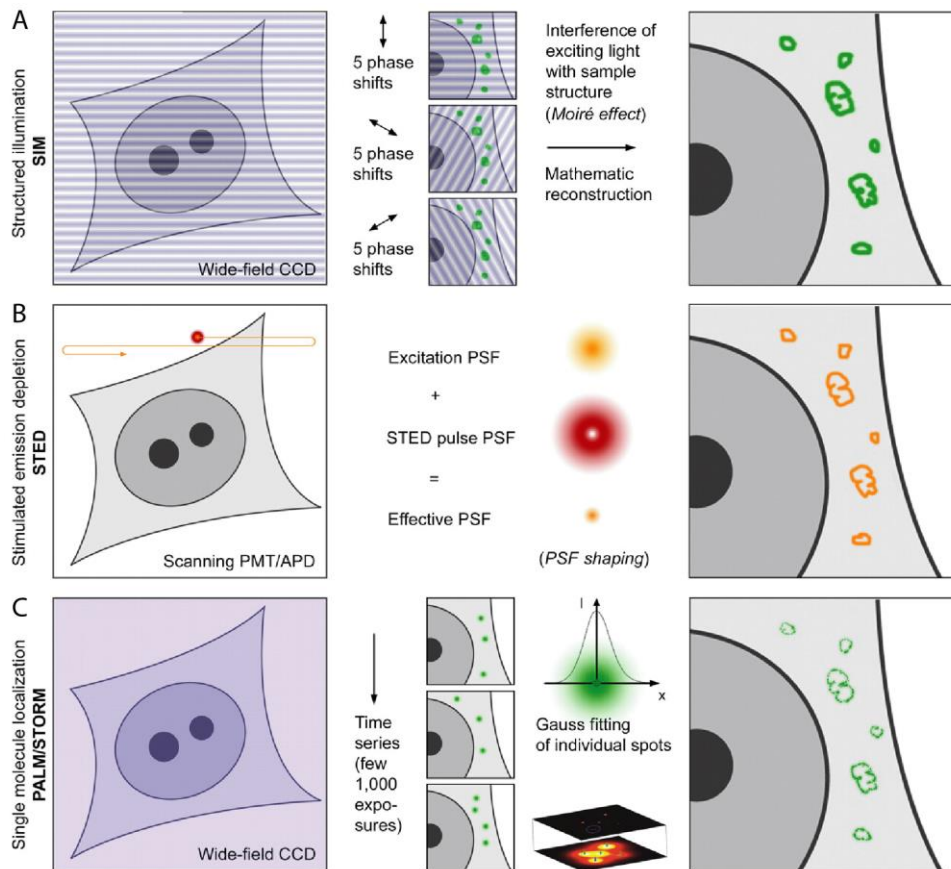 A
Structured illumination
SIM
Wide-field CCD
5 phase
shifts
5 phase
shifts
5 phase
shifts
Interference of
exciting light
with sample
structure
(Moiré effect)
Mathematic
reconstruction
B
Stimulated emission depletion
STED
Scanning PMT/APD
Excitation PSF
+
STED pulse PSF
=
Effective PSF
(PSF shaping)
C
Single molecule localization
PALM/STORM
Wide-field CCD
Time
series
(few
1,000
expo-
sures)
I
x
Gauss fitting
of individual spots